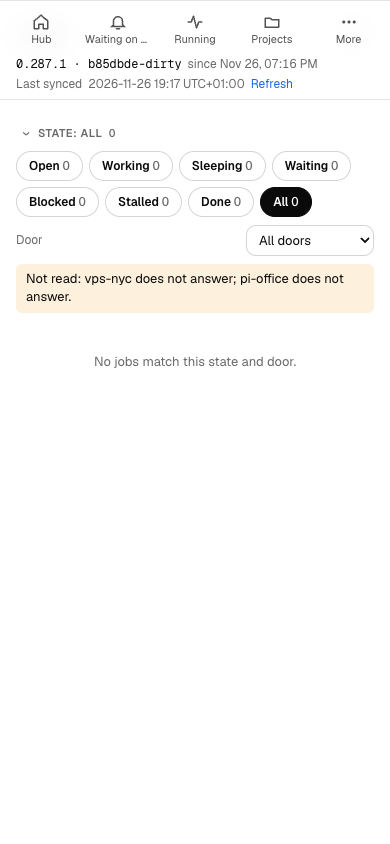 Hub
Waiting on …
Running
Projects
More
0.287.1 · b85dbde-dirty since Nov 26, 07:16 PM
Last synced 2026-11-26 19:17 UTC+01:00 Refresh
STATE: ALL 0
Open 0
Working 0
Sleeping 0
Waiting 0
Blocked 0
Stalled 0
Done 0
All 0
Door
All doors
Not read: vps-nyc does not answer; pi-office does not
answer.
No jobs match this state and door.